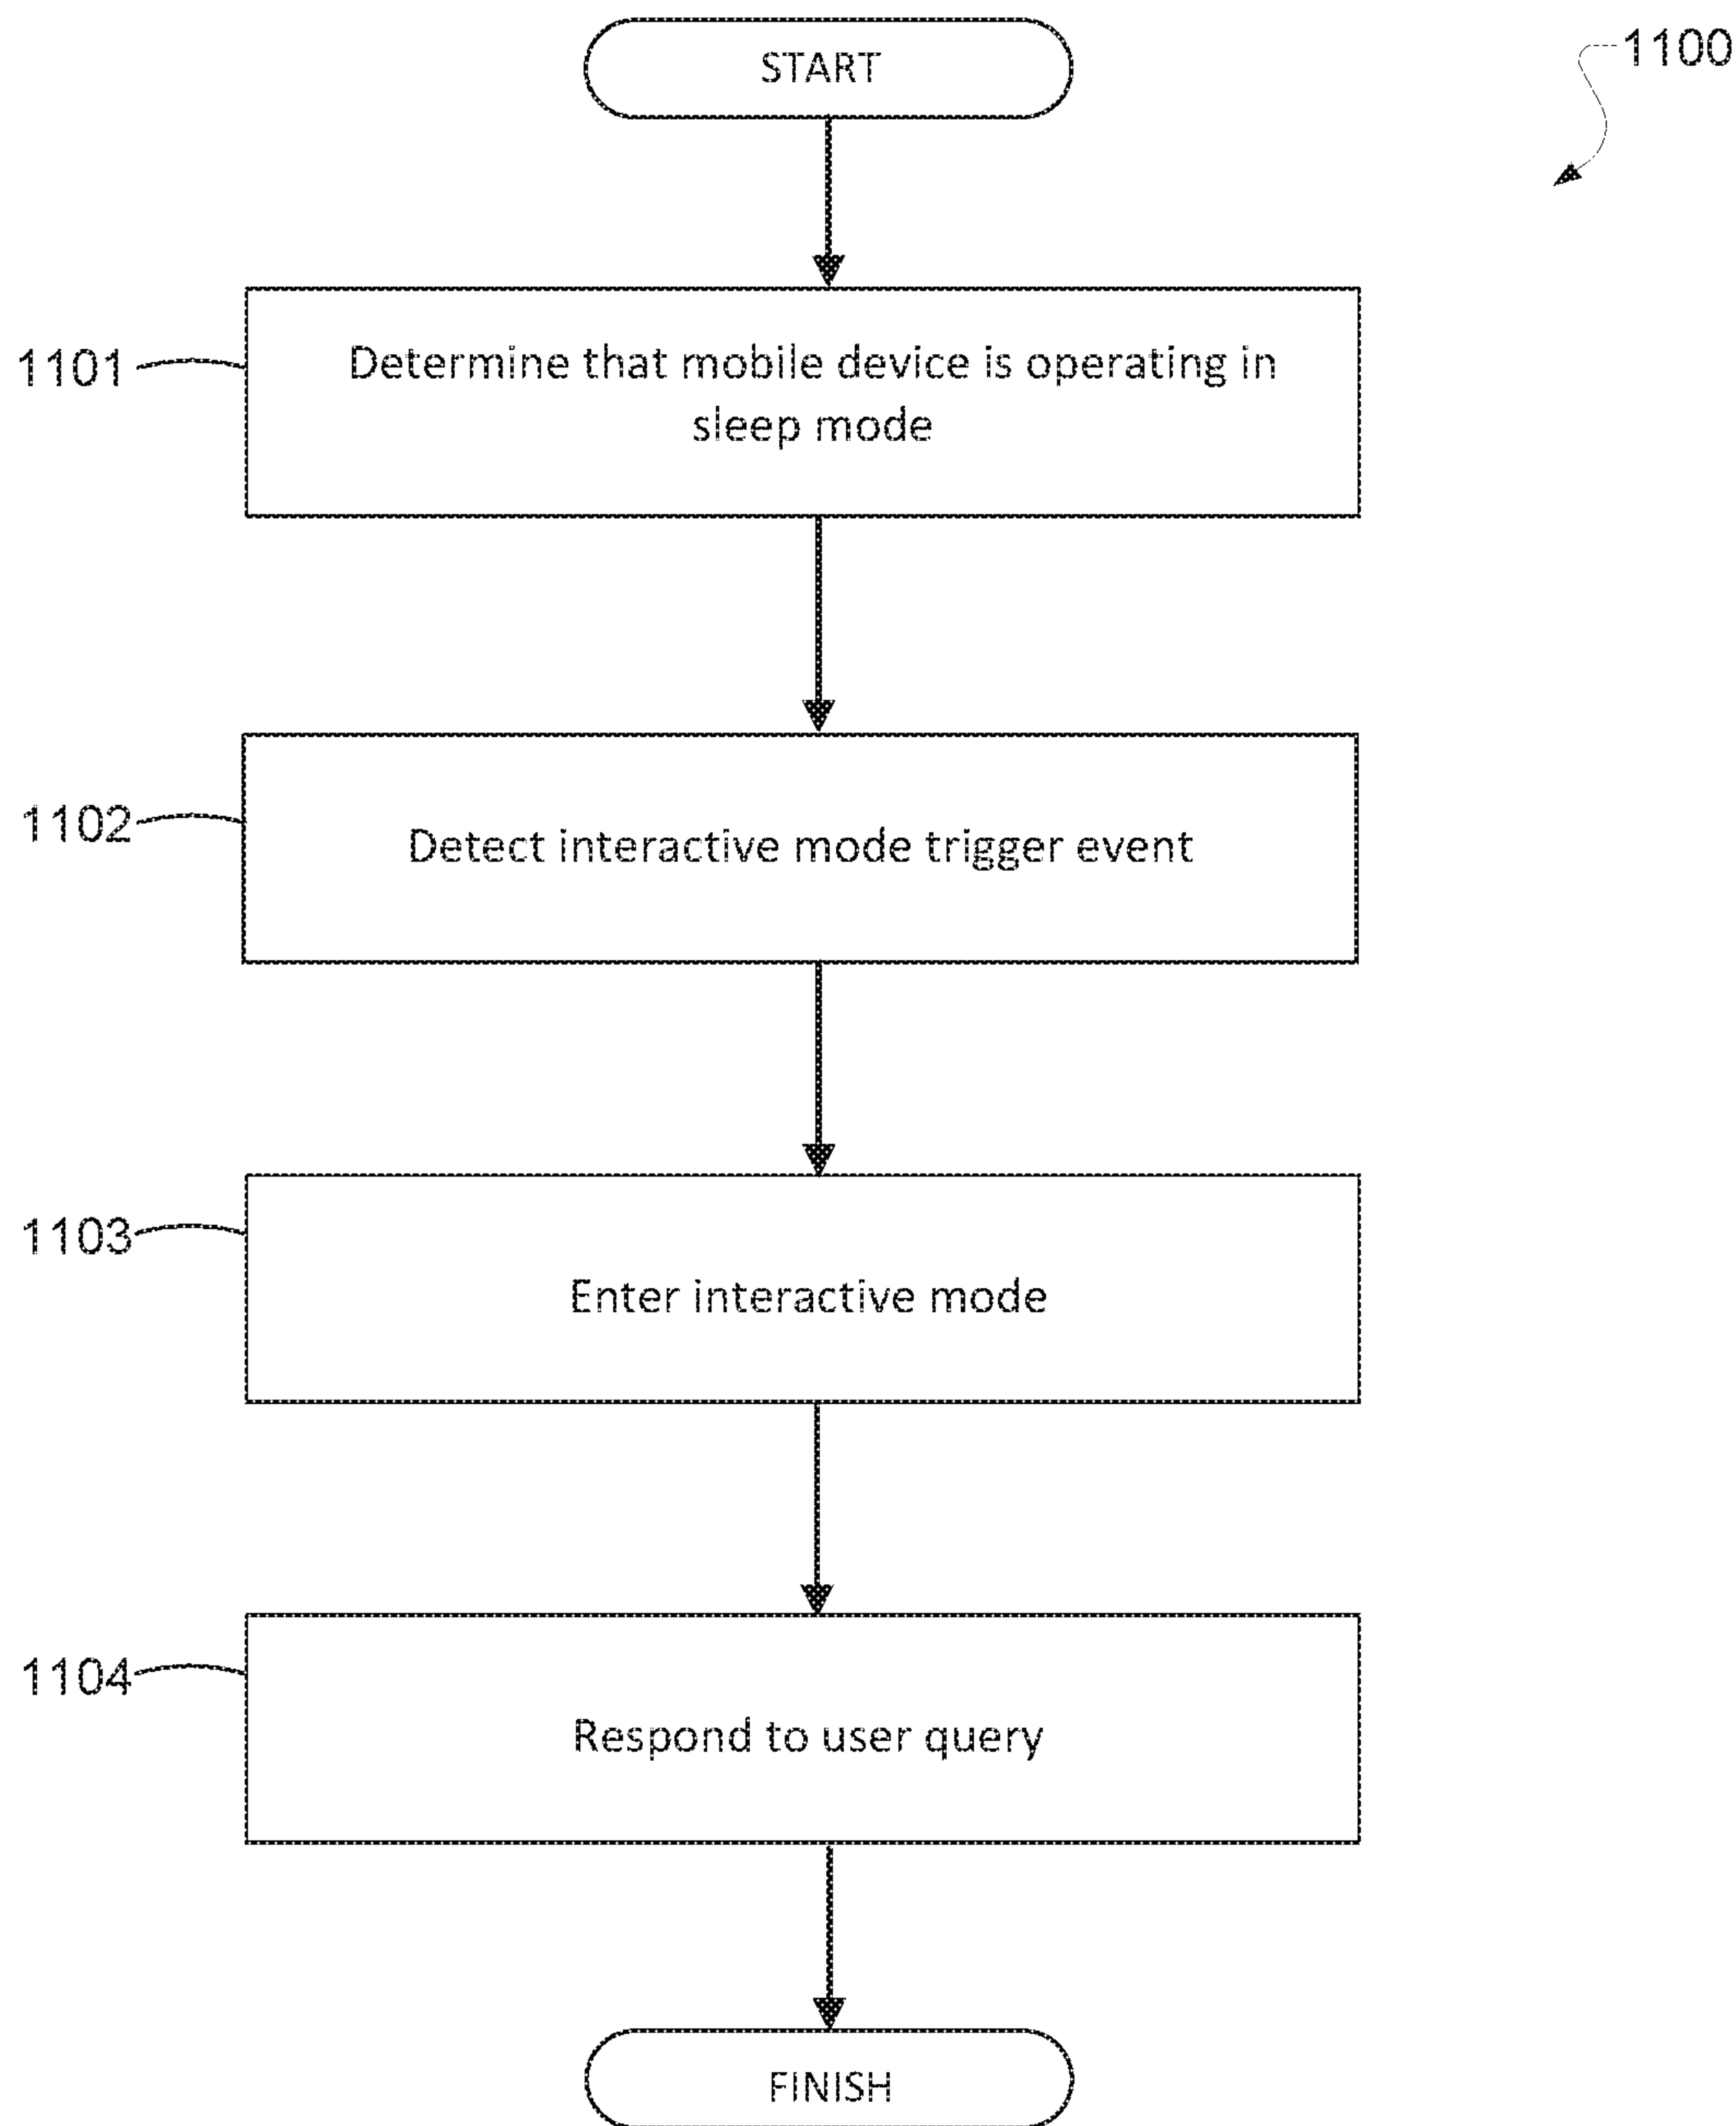 START
1100
1101
Determine that mobile device is operating in
sleep mode
1102
Detect interactive mode trigger event
1103
Enter interactive mode
1104
Respond to user query
FINISH